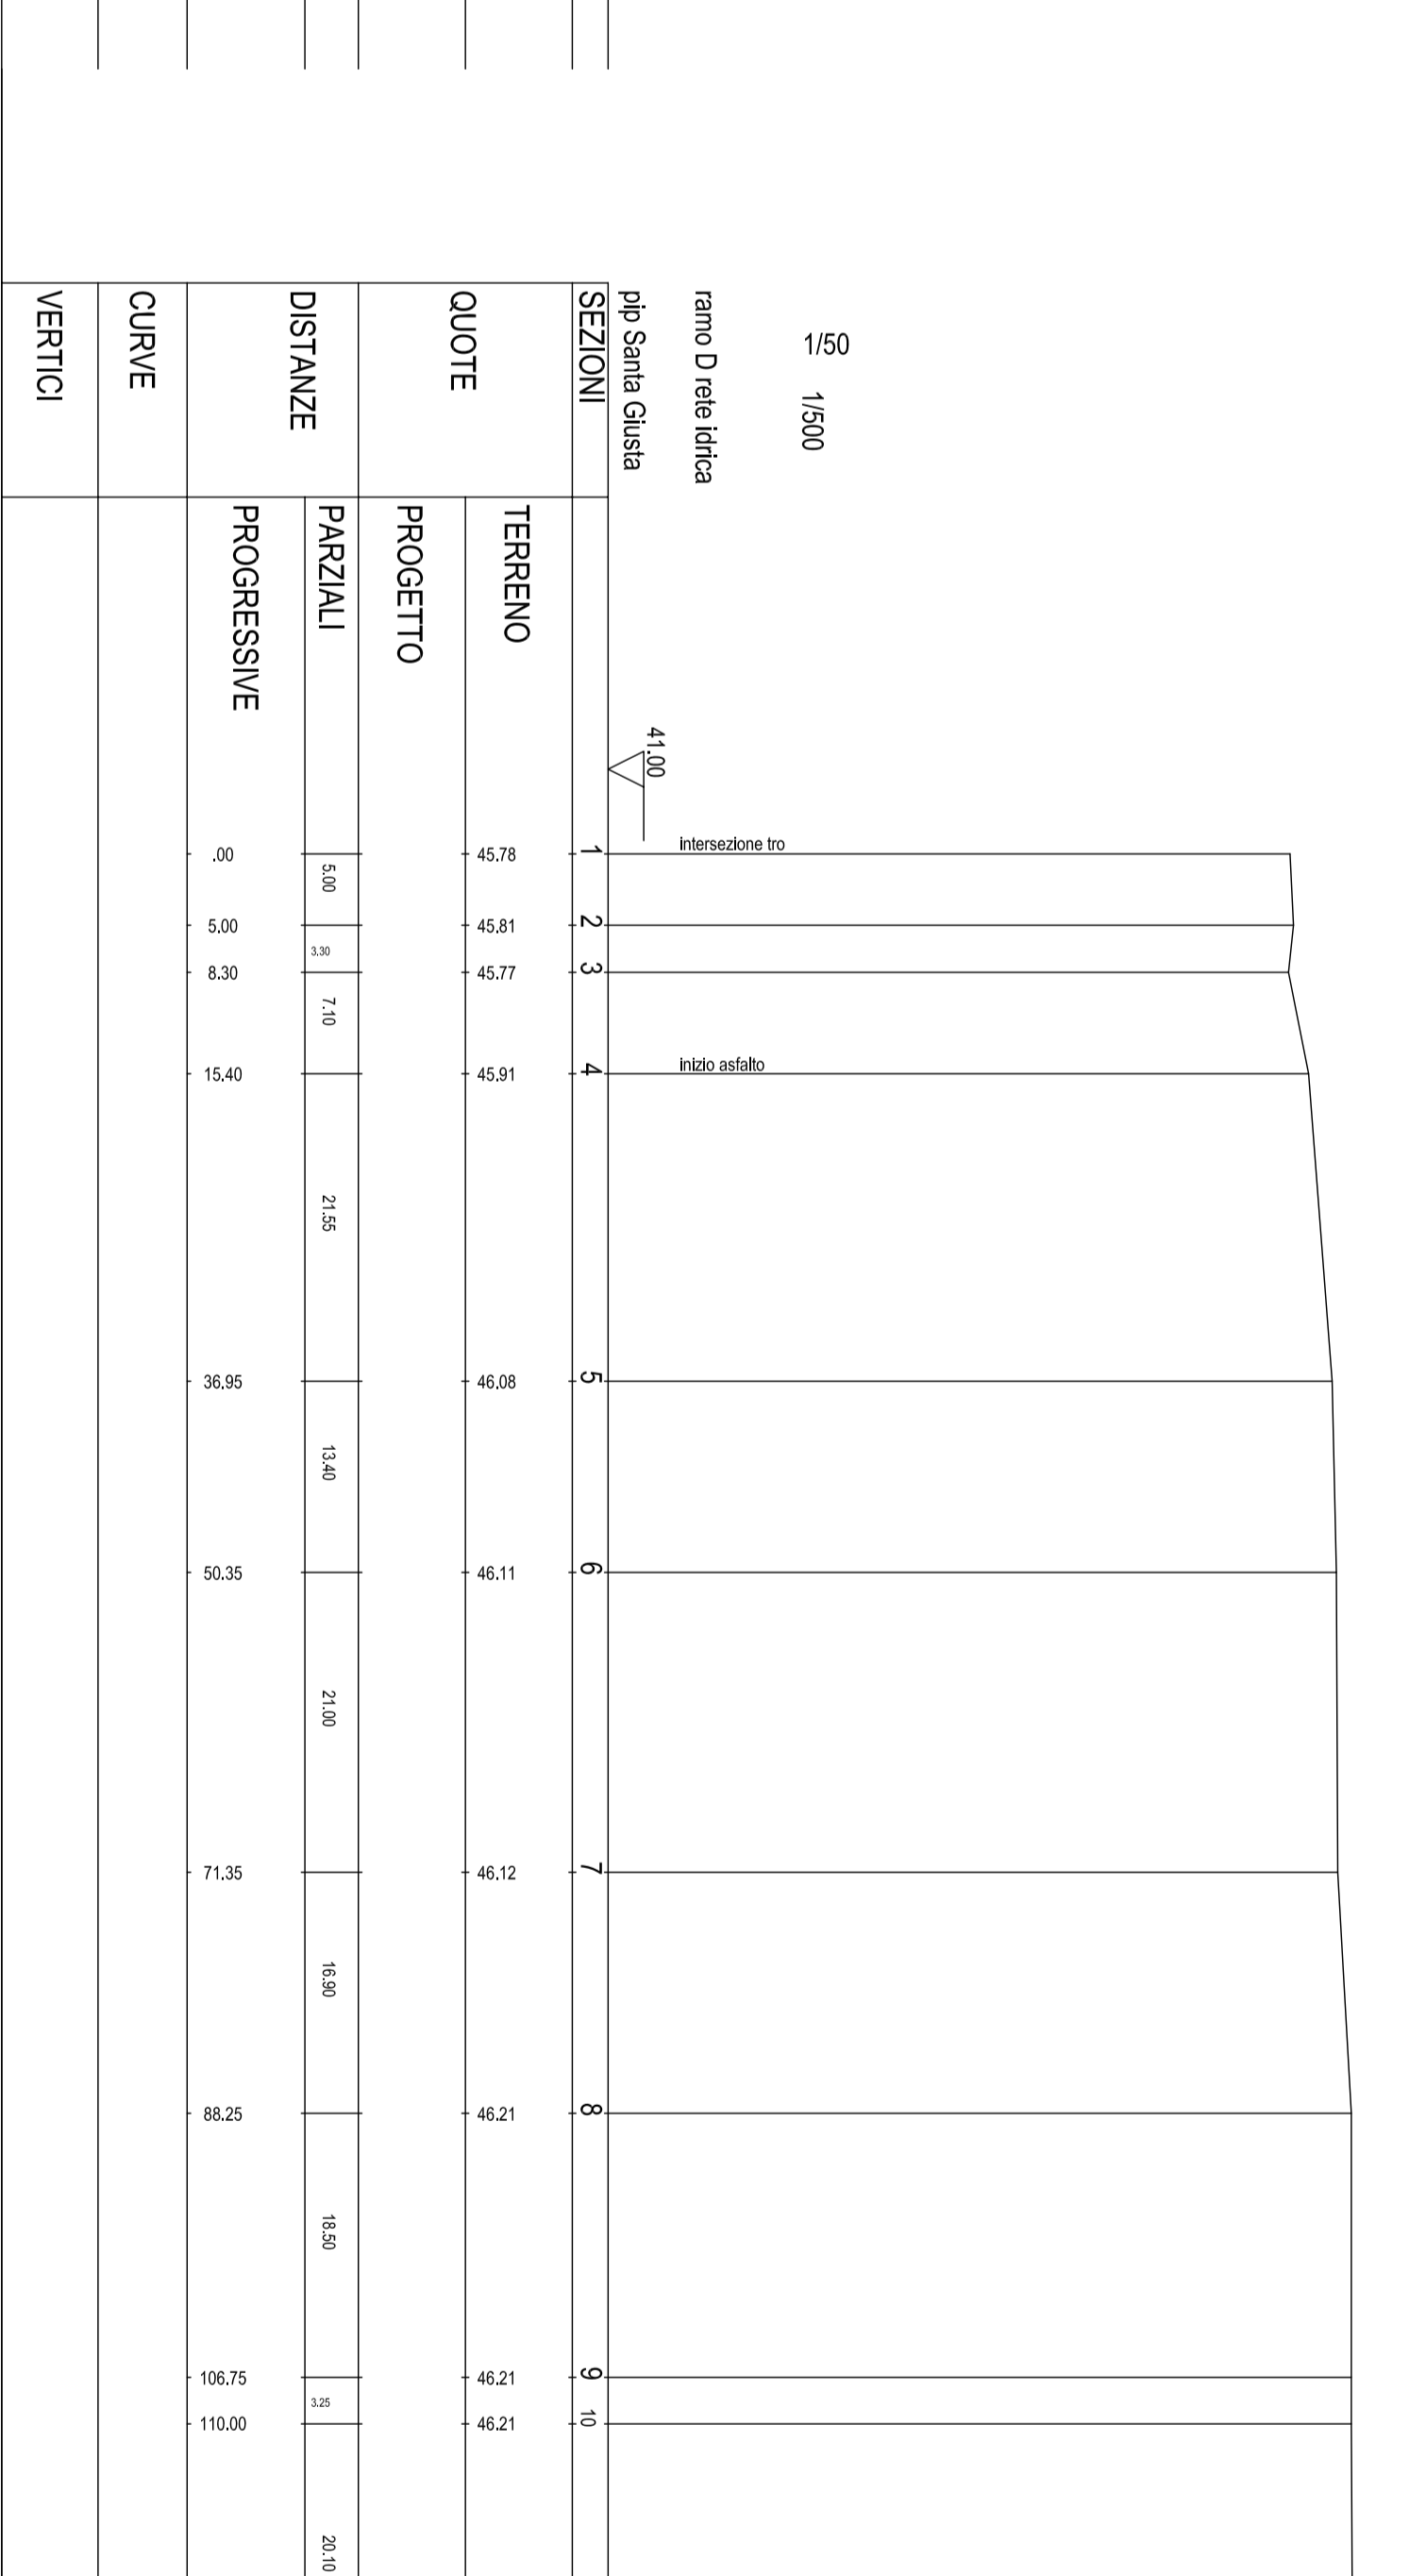 1/50
1/500
ramo D rete idrica
pip Santa Giusta
41.00
intersezione tro
inizio asfalto
SEZIONI 1 2 3 4 5 6 7 8 9 10
QUOTE
TERRENO 45.78 45.81 45.77 45.91 46.08 46.11 46.12 46.21 46.21 46.21
PROGETTO
DISTANZE
PARZIALI 5.00 3.30 7.10 21.55 13.40 21.00 16.90 18.50 3.25 20.10
PROGRESSIVE .00 5.00 8.30 15.40 36.95 50.35 71.35 88.25 106.75 110.00
CURVE
VERTICI